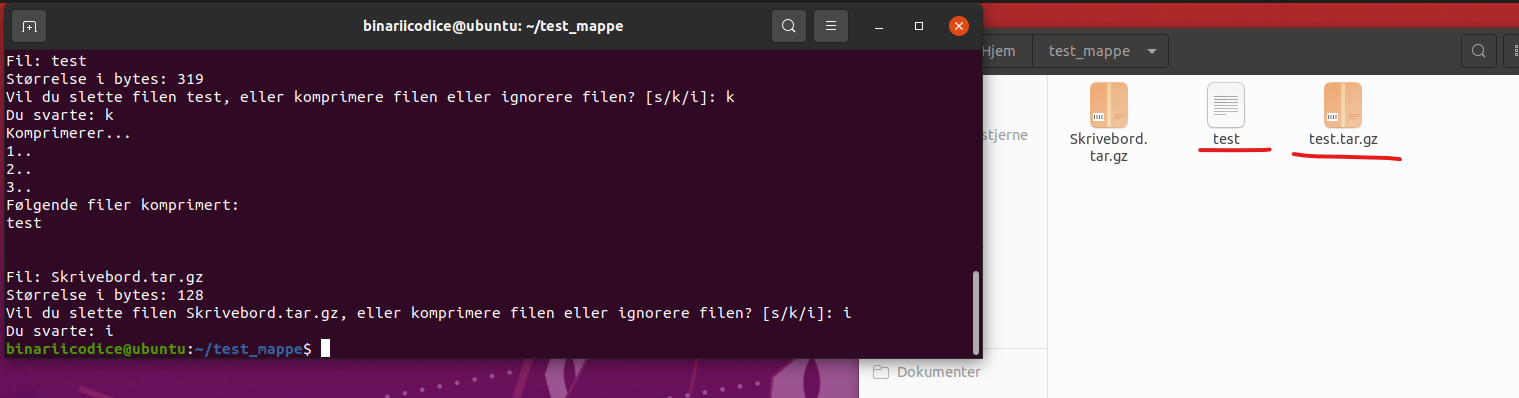 binariicodice@ubuntu: ~/test_mappe
Fil: test
Størrelse i bytes: 319
Vil du slette filen test, eller komprimere filen eller ignorere filen? [s/k/i]: k
Du svarte: k
Komprimerer...
1..
2..
3..
Følgende filer komprimert:
test
Fil: Skrivebord.tar.gz
Størrelse i bytes: 128
Vil du slette filen Skrivebord.tar.gz, eller komprimere filen eller ignorere filen? [s/k/i]: i
Du svarte: i
binariicodice@ubuntu:~/test_mappe$
Hjem test_mappe
stjerne
Skrivebord.
tar.gz
test
test.tar.gz
Dokumenter